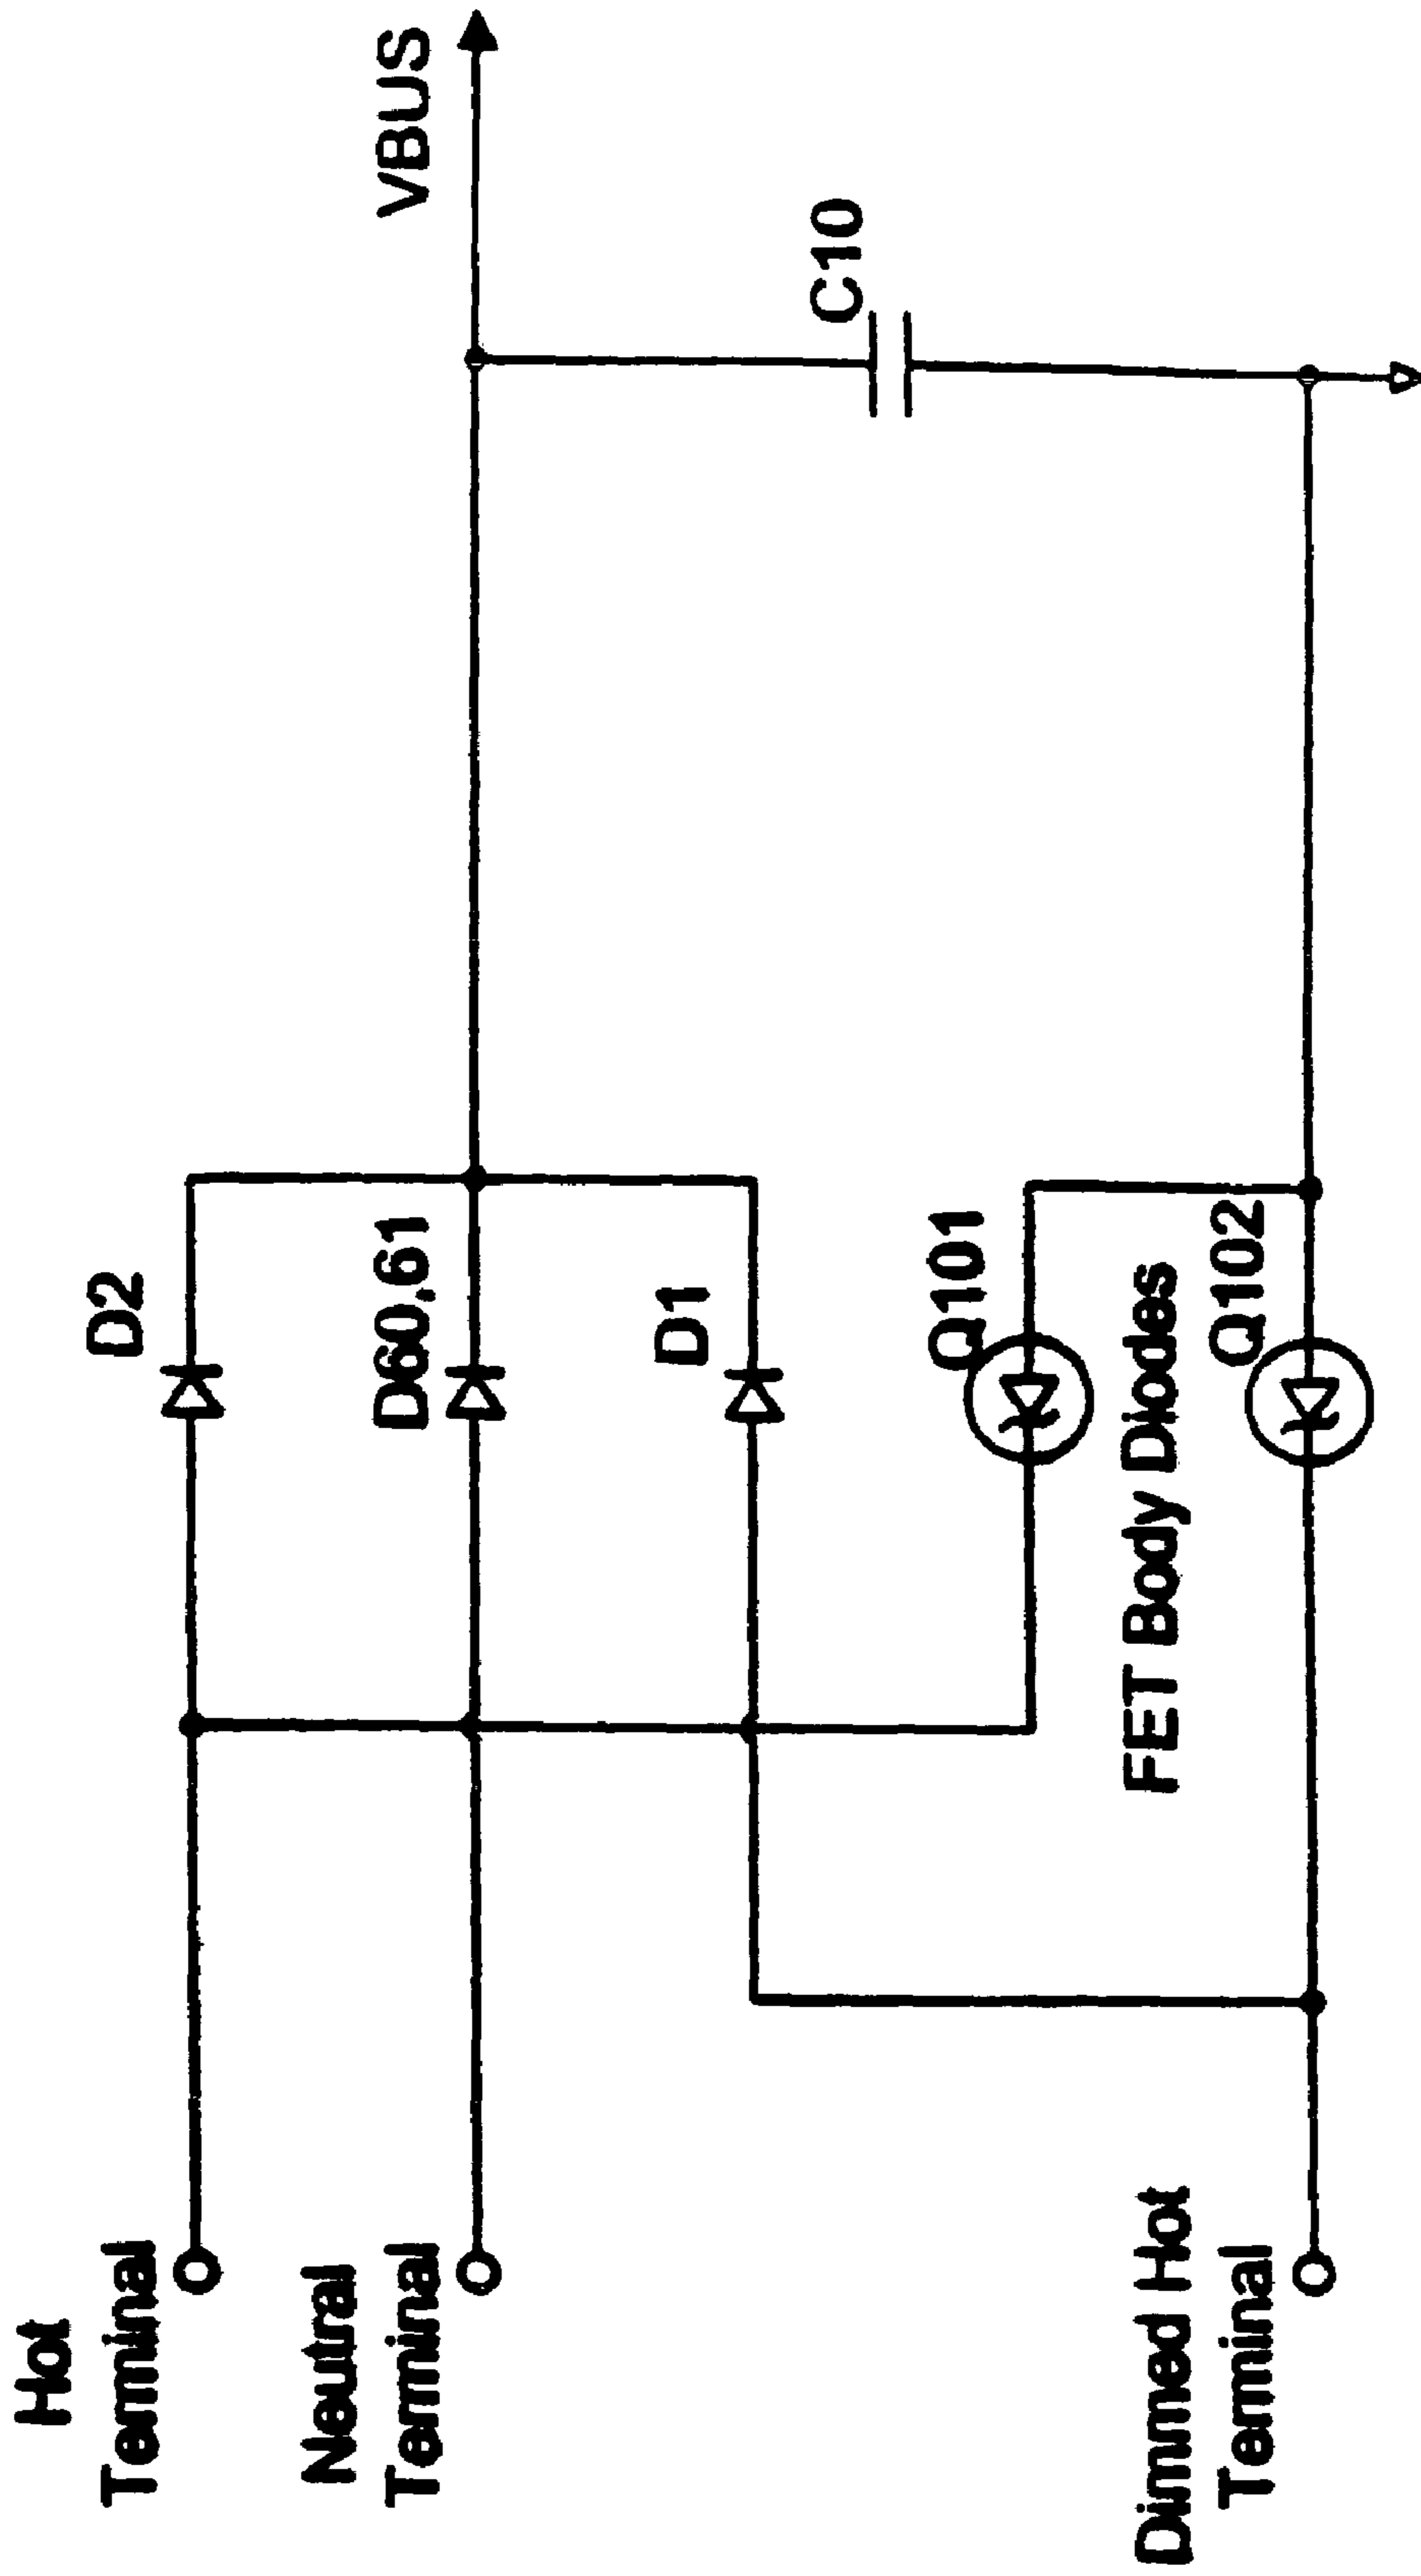 Hot
Terminal
Neutral
Terminal
Dimmed Hot
Terminal
D2
D60,61
D1
Q101
FET Body Diodes
Q102
VBUS
C10